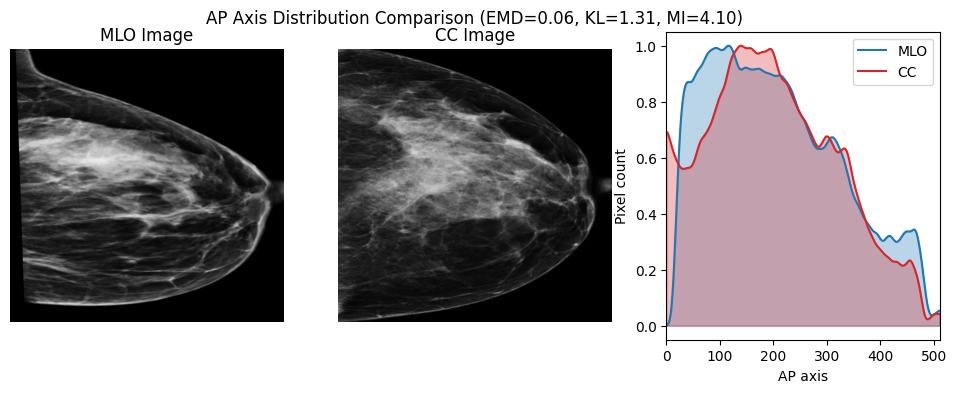 AP Axis Distribution Comparison (EMD=0.06, KL=1.31, MI=4.10)
MLO Image
CC Image
MLO
CC
Pixel count
1.0
0.8
0.6
0.4
0.2
0.0
0 100 200 300 400 500
AP axis